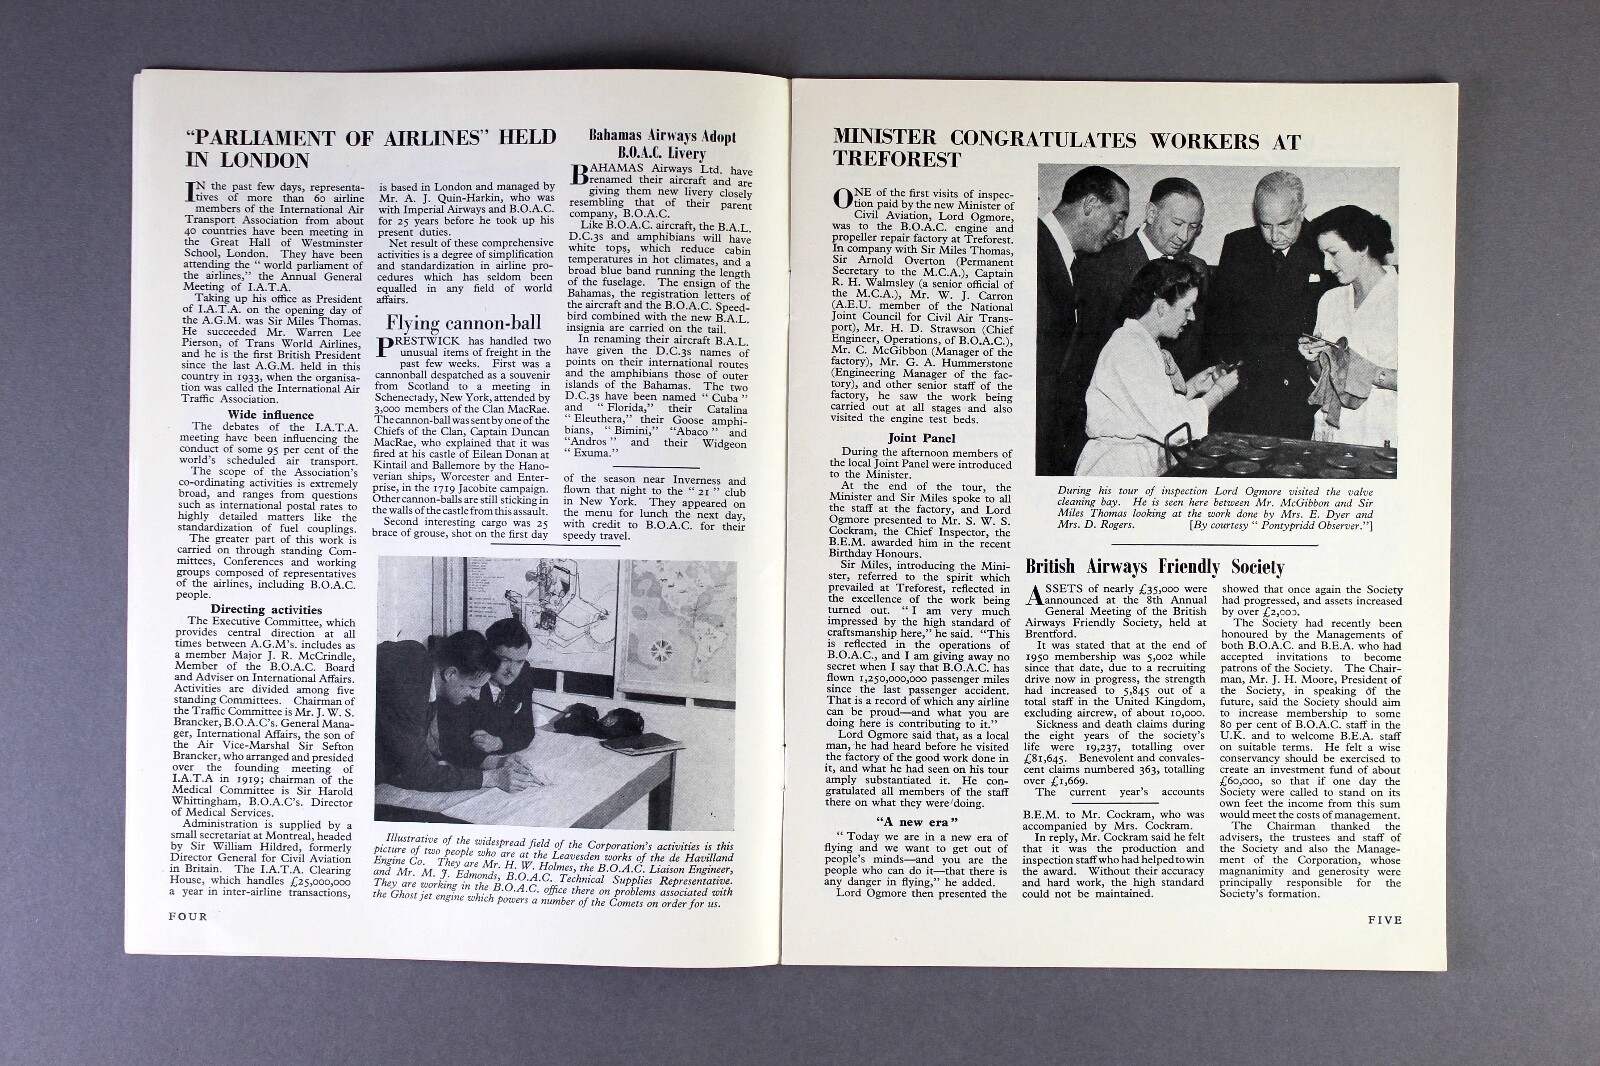 "PARLIAMENT OF AIRLINES" HELD
IN LONDON
IN the past few days, representa-
tives of more than 60 airline
members of the International Air
Transport Association from about
40 countries have been meeting in
the Great Hall of Westminster
School, London. They have been
attending the "world parliament of
the airlines," the Annual General
Meeting of I.A.T.A.
Taking up his office as President
of I.A.T.A. on the opening day of
the A.G.M. was Sir Miles Thomas.
He succeeded Mr. Warren Lee
Pierson, of Trans World Airlines,
and he is the first British President
since the last A.G.M. held in this
country in 1933, when the organisa-
tion was called the International Air
Traffic Association.
Wide influence
The debates of the I.A.T.A.
meeting have been influencing the
conduct of some 95 per cent of the
world's scheduled air transport.
The scope of the Association's
co-ordinating activities is extremely
broad, and ranges from questions
such as international postal rates to
highly detailed matters like the
standardization of fuel couplings.
The greater part of this work is
carried on through standing Com-
mittees, Conferences and working
groups composed of representatives
of the airlines, including B.O.A.C.
people.
Directing activities
The Executive Committee, which
provides central direction at all
times between A.G.M's. includes as
a member Major J. R. McCrindle,
Member of the B.O.A.C. Board
and Adviser on International Affairs.
Activities are divided among five
standing Committees. Chairman of
the Traffic Committee is Mr. J. W. S.
Brancker, B.O.A.C's. General Mana-
ger, International Affairs, the son of
the Air Vice-Marshal Sir Sefton
Brancker, who arranged and presided
over the founding meeting of
I.A.T.A in 1919; chairman of the
Medical Committee is Sir Harold
Whittingham, B.O.A.C's. Director
of Medical Services.
Administration is supplied by a
small secretariat at Montreal, headed
by Sir William Hildred, formerly
Director General for Civil Aviation
in Britain. The I.A.T.A. Clearing
House, which handles £25,000,000
a year in inter-airline transactions,
is based in London and managed by
Mr. A. J. Quin-Harkin, who was
with Imperial Airways and B.O.A.C.
for 25 years before he took up his
present duties.
Net result of these comprehensive
activities is a degree of simplification
and standardization in airline pro-
cedures which has seldom been
equalled in any field of world
affairs.
Flying cannon-ball
PRESTWICK has handled two
unusual items of freight in the
past few weeks. First was a
cannonball despatched as a souvenir
from Scotland to a meeting in
Schenectady, New York, attended by
3,000 members of the Clan MacRae.
The cannon-ball was sent by one of the
Chiefs of the Clan, Captain Duncan
MacRae, who explained that it was
fired at his castle of Eilean Donan at
Kintail and Ballemore by the Hano-
verian ships, Worcester and Enter-
prise, in the 1719 Jacobite campaign.
Other cannon-balls are still sticking in
the walls of the castle from this assault.
Second interesting cargo was 25
brace of grouse, shot on the first day
Bahamas Airways Adopt
B.O.A.C. Livery
BAHAMAS Airways Ltd. have
renamed their aircraft and are
giving them new livery closely
resembling that of their parent
company, B.O.A.C.
Like B.O.A.C. aircraft, the B.A.L.
D.C.3s and amphibians will have
white tops, which reduce cabin
temperatures in hot climates, and a
broad blue band running the length
of the fuselage. The ensign of the
Bahamas, the registration letters of
the aircraft and the B.O.A.C. Speed-
bird combined with the new B.A.L.
insignia are carried on the tail.
In renaming their aircraft B.A.L.
have given the D.C.3s names of
points on their international routes
and the amphibians those of outer
islands of the Bahamas. The two
D.C.3s have been named "Cuba"
and "Florida," their Catalina
"Eleuthera," their Goose amphi-
bians, "Bimini," "Abaco" and
"Andros" and their Widgeon
"Exuma."
of the season near Inverness and
flown that night to the "21" club
in New York. They appeared on
the menu for lunch the next day,
with credit to B.O.A.C. for their
speedy travel.
Illustrative of the widespread field of the Corporation's activities is this
picture of two people who are at the Leavesden works of the de Havilland
Engine Co. They are Mr. H. W. Holmes, the B.O.A.C. Liaison Engineer,
and Mr. M. J. Edmonds, B.O.A.C. Technical Supplies Representative.
They are working in the B.O.A.C. office there on problems associated with
the Ghost jet engine which powers a number of the Comets on order for us.
FOUR
MINISTER CONGRATULATES WORKERS AT
TREFOREST
ONE of the first visits of inspec-
tion paid by the new Minister of
Civil Aviation, Lord Ogmore,
was to the B.O.A.C. engine and
propeller repair factory at Treforest.
In company with Sir Miles Thomas,
Sir Arnold Overton (Permanent
Secretary to the M.C.A.), Captain
R. H. Walmsley (a senior official of
the M.C.A.), Mr. W. J. Carron
(A.E.U. member of the National
Joint Council for Civil Air Trans-
port), Mr. H. D. Strawson (Chief
Engineer, Operations, of B.O.A.C.),
Mr. C. McGibbon (Manager of the
factory), Mr. G. A. Hummerstone
(Engineering Manager of the fac-
tory), and other senior staff of the
factory, he saw the work being
carried out at all stages and also
visited the engine test beds.
Joint Panel
During the afternoon members of
the local Joint Panel were introduced
to the Minister.
At the end of the tour, the
Minister and Sir Miles spoke to all
the staff at the factory, and Lord
Ogmore presented to Mr. S. W. S.
Cockram, the Chief Inspector, the
B.E.M. awarded him in the recent
Birthday Honours.
Sir Miles, introducing the Mini-
ster, referred to the spirit which
prevailed at Treforest, reflected in
the excellence of the work being
turned out. "I am very much
impressed by the high standard of
craftsmanship here," he said. "This
is reflected in the operations of
B.O.A.C., and I am giving away no
secret when I say that B.O.A.C. has
flown 1,250,000,000 passenger miles
since the last passenger accident.
That is a record of which any airline
can be proud—and what you are
doing here is contributing to it."
Lord Ogmore said that, as a local
man, he had heard before he visited
the factory of the good work done in
it, and what he had seen on his tour
amply substantiated it. He con-
gratulated all members of the staff
there on what they were doing.
"A new era"
"Today we are in a new era of
flying and we want to get out of
people's minds—and you are the
people who can do it—that there is
any danger in flying," he added.
Lord Ogmore then presented the
During his tour of inspection Lord Ogmore visited the valve
cleaning bay. He is seen here between Mr. McGibbon and Sir
Miles Thomas looking at the work done by Mrs. E. Dyer and
Mrs. D. Rogers. [By courtesy "Pontypridd Observer."]
British Airways Friendly Society
ASSETS of nearly £35,000 were
announced at the 8th Annual
General Meeting of the British
Airways Friendly Society, held at
Brentford.
It was stated that at the end of
1950 membership was 5,002 while
since that date, due to a recruiting
drive now in progress, the strength
had increased to 5,845 out of a
total staff in the United Kingdom,
excluding aircrew, of about 10,000.
Sickness and death claims during
the eight years of the society's
life were 19,237, totalling over
£81,645. Benevolent and convales-
cent claims numbered 363, totalling
over £1,669.
The current year's accounts
B.E.M. to Mr. Cockram, who was
accompanied by Mrs. Cockram.
In reply, Mr. Cockram said he felt
that it was the production and
inspection staff who had helped to win
the award. Without their accuracy
and hard work, the high standard
could not be maintained.
showed that once again the Society
had progressed, and assets increased
by over £2,000.
The Society had recently been
honoured by the Managements of
both B.O.A.C. and B.E.A. who had
accepted invitations to become
patrons of the Society. The Chair-
man, Mr. J. H. Moore, President of
the Society, in speaking of the
future, said the Society should aim
to increase membership to some
80 per cent of B.O.A.C. staff in the
U.K. and to welcome B.E.A. staff
on suitable terms. He felt a wise
conservancy should be exercised to
create an investment fund of about
£60,000, so that if one day the
Society were called to stand on its
own feet the income from this sum
would meet the costs of management.
The Chairman thanked the
advisers, the trustees and staff of
the Society and also the Manage-
ment of the Corporation, whose
magnanimity and generosity were
principally responsible for the
Society's formation.
FIVE